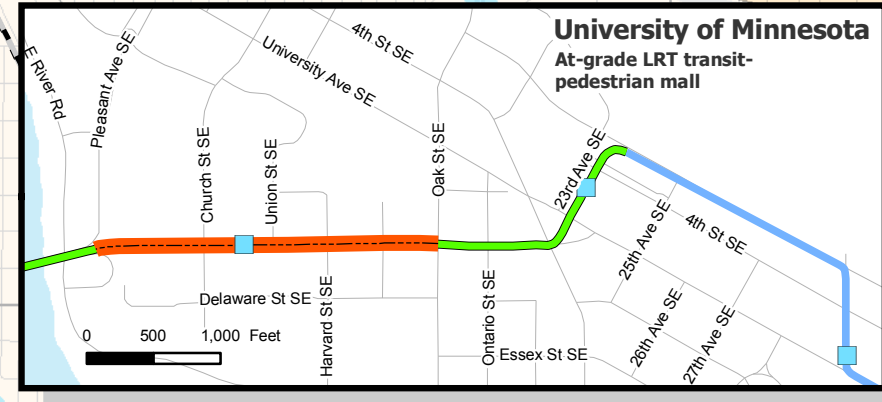 University of Minnesota
At-grade LRT transit-
pedestrian mall
E River Rd
Pleasant Ave SE
University Ave SE
4th St SE
Church St SE
Union St SE
Oak St SE
23rd Ave SE
25th Ave SE
4th St SE
Delaware St SE
Harvard St SE
Ontario St SE
Essex St SE
26th Ave SE
27th Ave SE
0 500 1,000 Feet